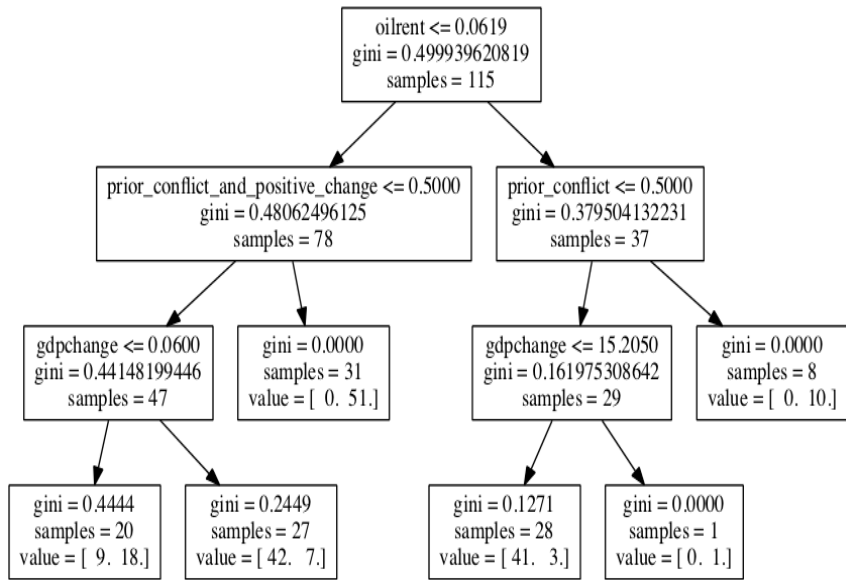 oilrent <= 0.0619
gini = 0.499939620819
samples = 115
prior_conflict_and_positive_change <= 0.5000
gini = 0.48062496125
samples = 78
prior_conflict <= 0.5000
gini = 0.379504132231
samples = 37
gdpchange <= 0.0600
gini = 0.44148199446
samples = 47
gini = 0.0000
samples = 31
value = [ 0. 51.]
gdpchange <= 15.2050
gini = 0.161975308642
samples = 29
gini = 0.0000
samples = 8
value = [ 0. 10.]
gini = 0.4444
samples = 20
value = [ 9. 18.]
gini = 0.2449
samples = 27
value = [ 42. 7.]
gini = 0.1271
samples = 28
value = [ 41. 3.]
gini = 0.0000
samples = 1
value = [ 0. 1.]